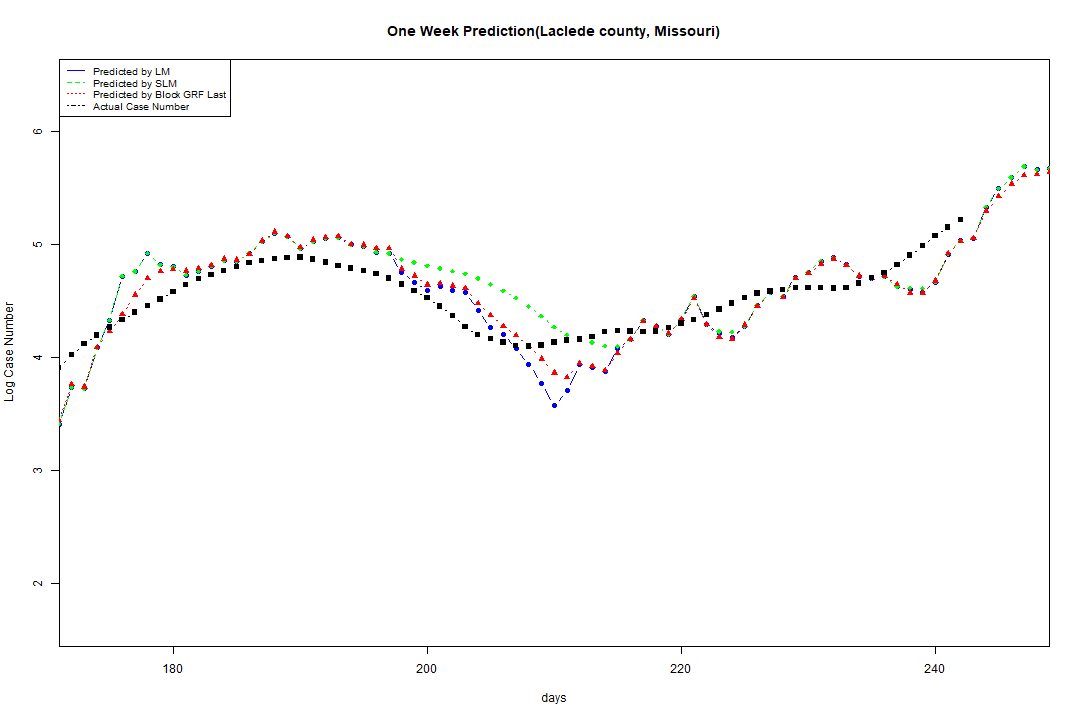 One Week Prediction(Laclede county, Missouri)
Predicted by LM
Predicted by SLM
Predicted by Block GRF Last
Actual Case Number
6
5
4
3
2
Log Case Number
180
200
220
240
days